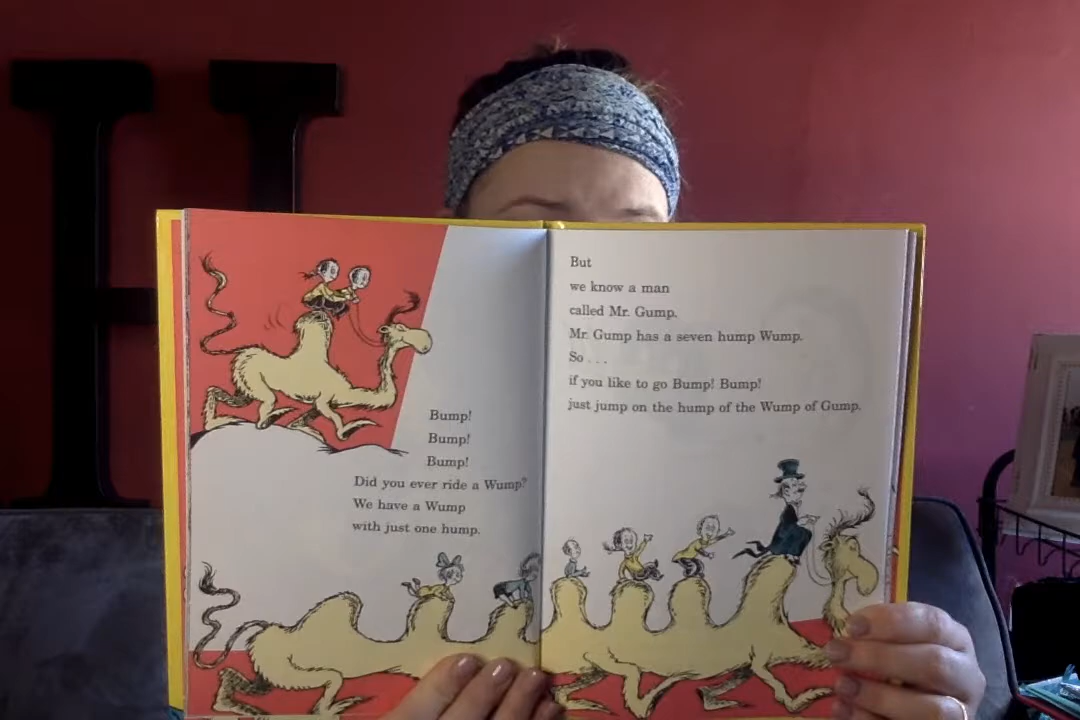 Bump!
Bump!
Bump!
Did you ever ride a Wump?
We have a Wump
with just one hump.
But
we know a man
called Mr. Gump.
Mr. Gump has a seven hump Wump.
So . . .
if you like to go Bump! Bump!
just jump on the hump of the Wump of Gump.
H